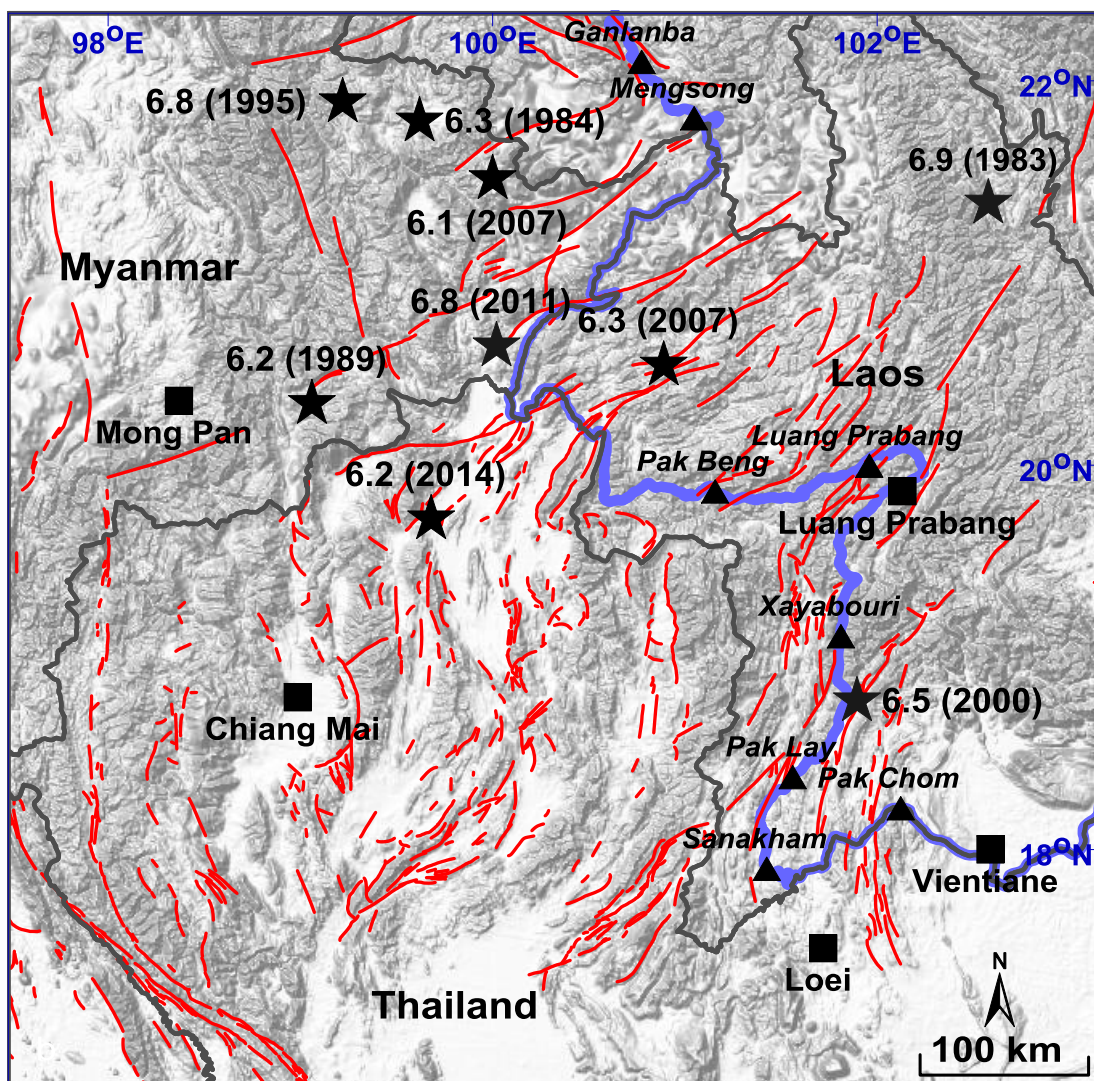 98°E
100°E
102°E
Ganlanba
22°N
Mengsong
6.8 (1995)
6.3 (1984)
6.9 (1983)
6.1 (2007)
Myanmar
6.8 (2011)
6.3 (2007)
6.2 (1989)
Laos
Mong Pan
Luang Prabang
Pak Beng
20°N
6.2 (2014)
Luang Prabang
Xayabouri
6.5 (2000)
Chiang Mai
Pak Lay
Pak Chom
Sanakham
18°N
Vientiane
Loei
N
Thailand
100 km